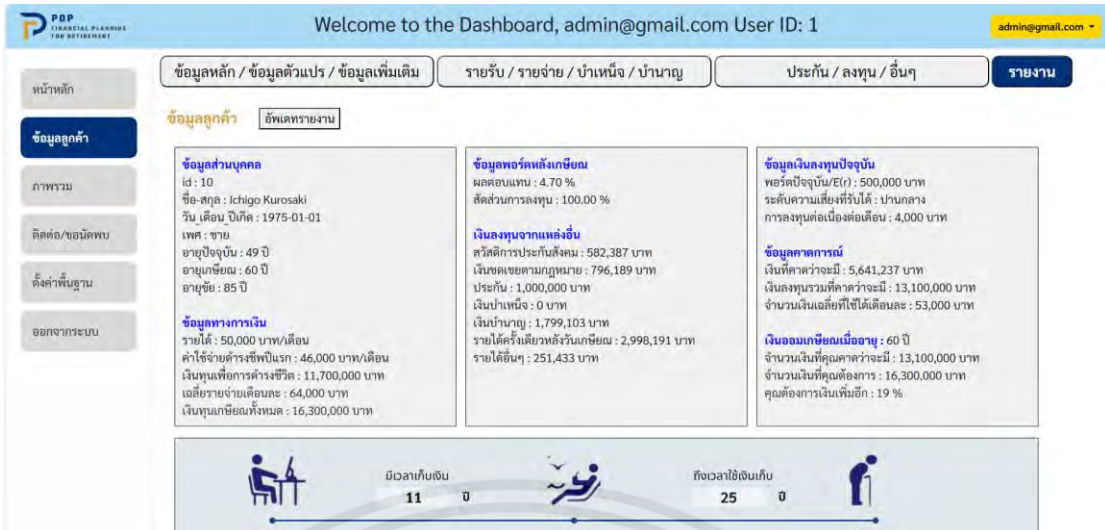 POP
FINANCIAL PLANNING
FOR RETIREMENT
Welcome to the Dashboard, admin@gmail.com User ID: 1
admin@gmail.com
หน้าหลัก
ข้อมูลลูกค้า
ภาพรวม
ติดต่อ/ขอนัดพบ
ตั้งค่าพื้นฐาน
ออกจากระบบ
ข้อมูลหลัก / ข้อมูลตัวแปร / ข้อมูลเพิ่มเติม
รายรับ / รายจ่าย / บำเหน็จ / บำนาญ
ประกัน / ลงทุน / อื่นๆ
รายงาน
ข้อมูลลูกค้า
อัพเดทรายงาน
ข้อมูลส่วนบุคคล
id : 10
ชื่อ-สกุล : Ichigo Kurosaki
วัน เดือน ปีเกิด : 1975-01-01
เพศ : ชาย
อายุปัจจุบัน : 49 ปี
อายุเกษียณ : 60 ปี
อายุขัย : 85 ปี
ข้อมูลทางการเงิน
รายได้ : 50,000 บาท/เดือน
ค่าใช้จ่ายดำรงชีพปีแรก : 46,000 บาท/เดือน
เงินทุนเพื่อการดำรงชีวิต : 11,700,000 บาท
เฉลี่ยรายจ่ายเดือนละ : 64,000 บาท
เงินทุนเกษียณทั้งหมด : 16,300,000 บาท
ข้อมูลพอร์ตหลังเกษียณ
ผลตอบแทน : 4.70 %
สัดส่วนการลงทุน : 100.00 %
เงินลงทุนจากแหล่งอื่น
สวัสดิการประกันสังคม : 582,387 บาท
เงินชดเชยตามกฎหมาย : 796,189 บาท
ประกัน : 1,000,000 บาท
เงินบำเหน็จ : 0 บาท
เงินบำนาญ : 1,799,103 บาท
รายได้ครั้งเดียวหลังวันเกษียณ : 2,998,191 บาท
รายได้อื่นๆ : 251,433 บาท
ข้อมูลเงินลงทุนปัจจุบัน
พอร์ตปัจจุบัน/E(r) : 500,000 บาท
ระดับความเสี่ยงที่รับได้ : ปานกลาง
การลงทุนต่อเนื่องต่อเดือน : 4,000 บาท
ข้อมูลคาดการณ์
เงินที่คาดว่าจะมี : 5,641,237 บาท
เงินลงทุนรวมที่คาดว่าจะมี : 13,100,000 บาท
จำนวนเงินเฉลี่ยที่ใช้ได้เดือนละ : 53,000 บาท
เงินออมเกษียณเมื่ออายุ : 60 ปี
จำนวนเงินที่คุณคาดว่าจะมี : 13,100,000 บาท
จำนวนเงินที่คุณต้องการ : 16,300,000 บาท
คุณต้องการเงินเพิ่มอีก : 19 %
มีเวลาเก็บเงิน
11 ปี
ถึงเวลาใช้เงินเก็บ
25 ปี